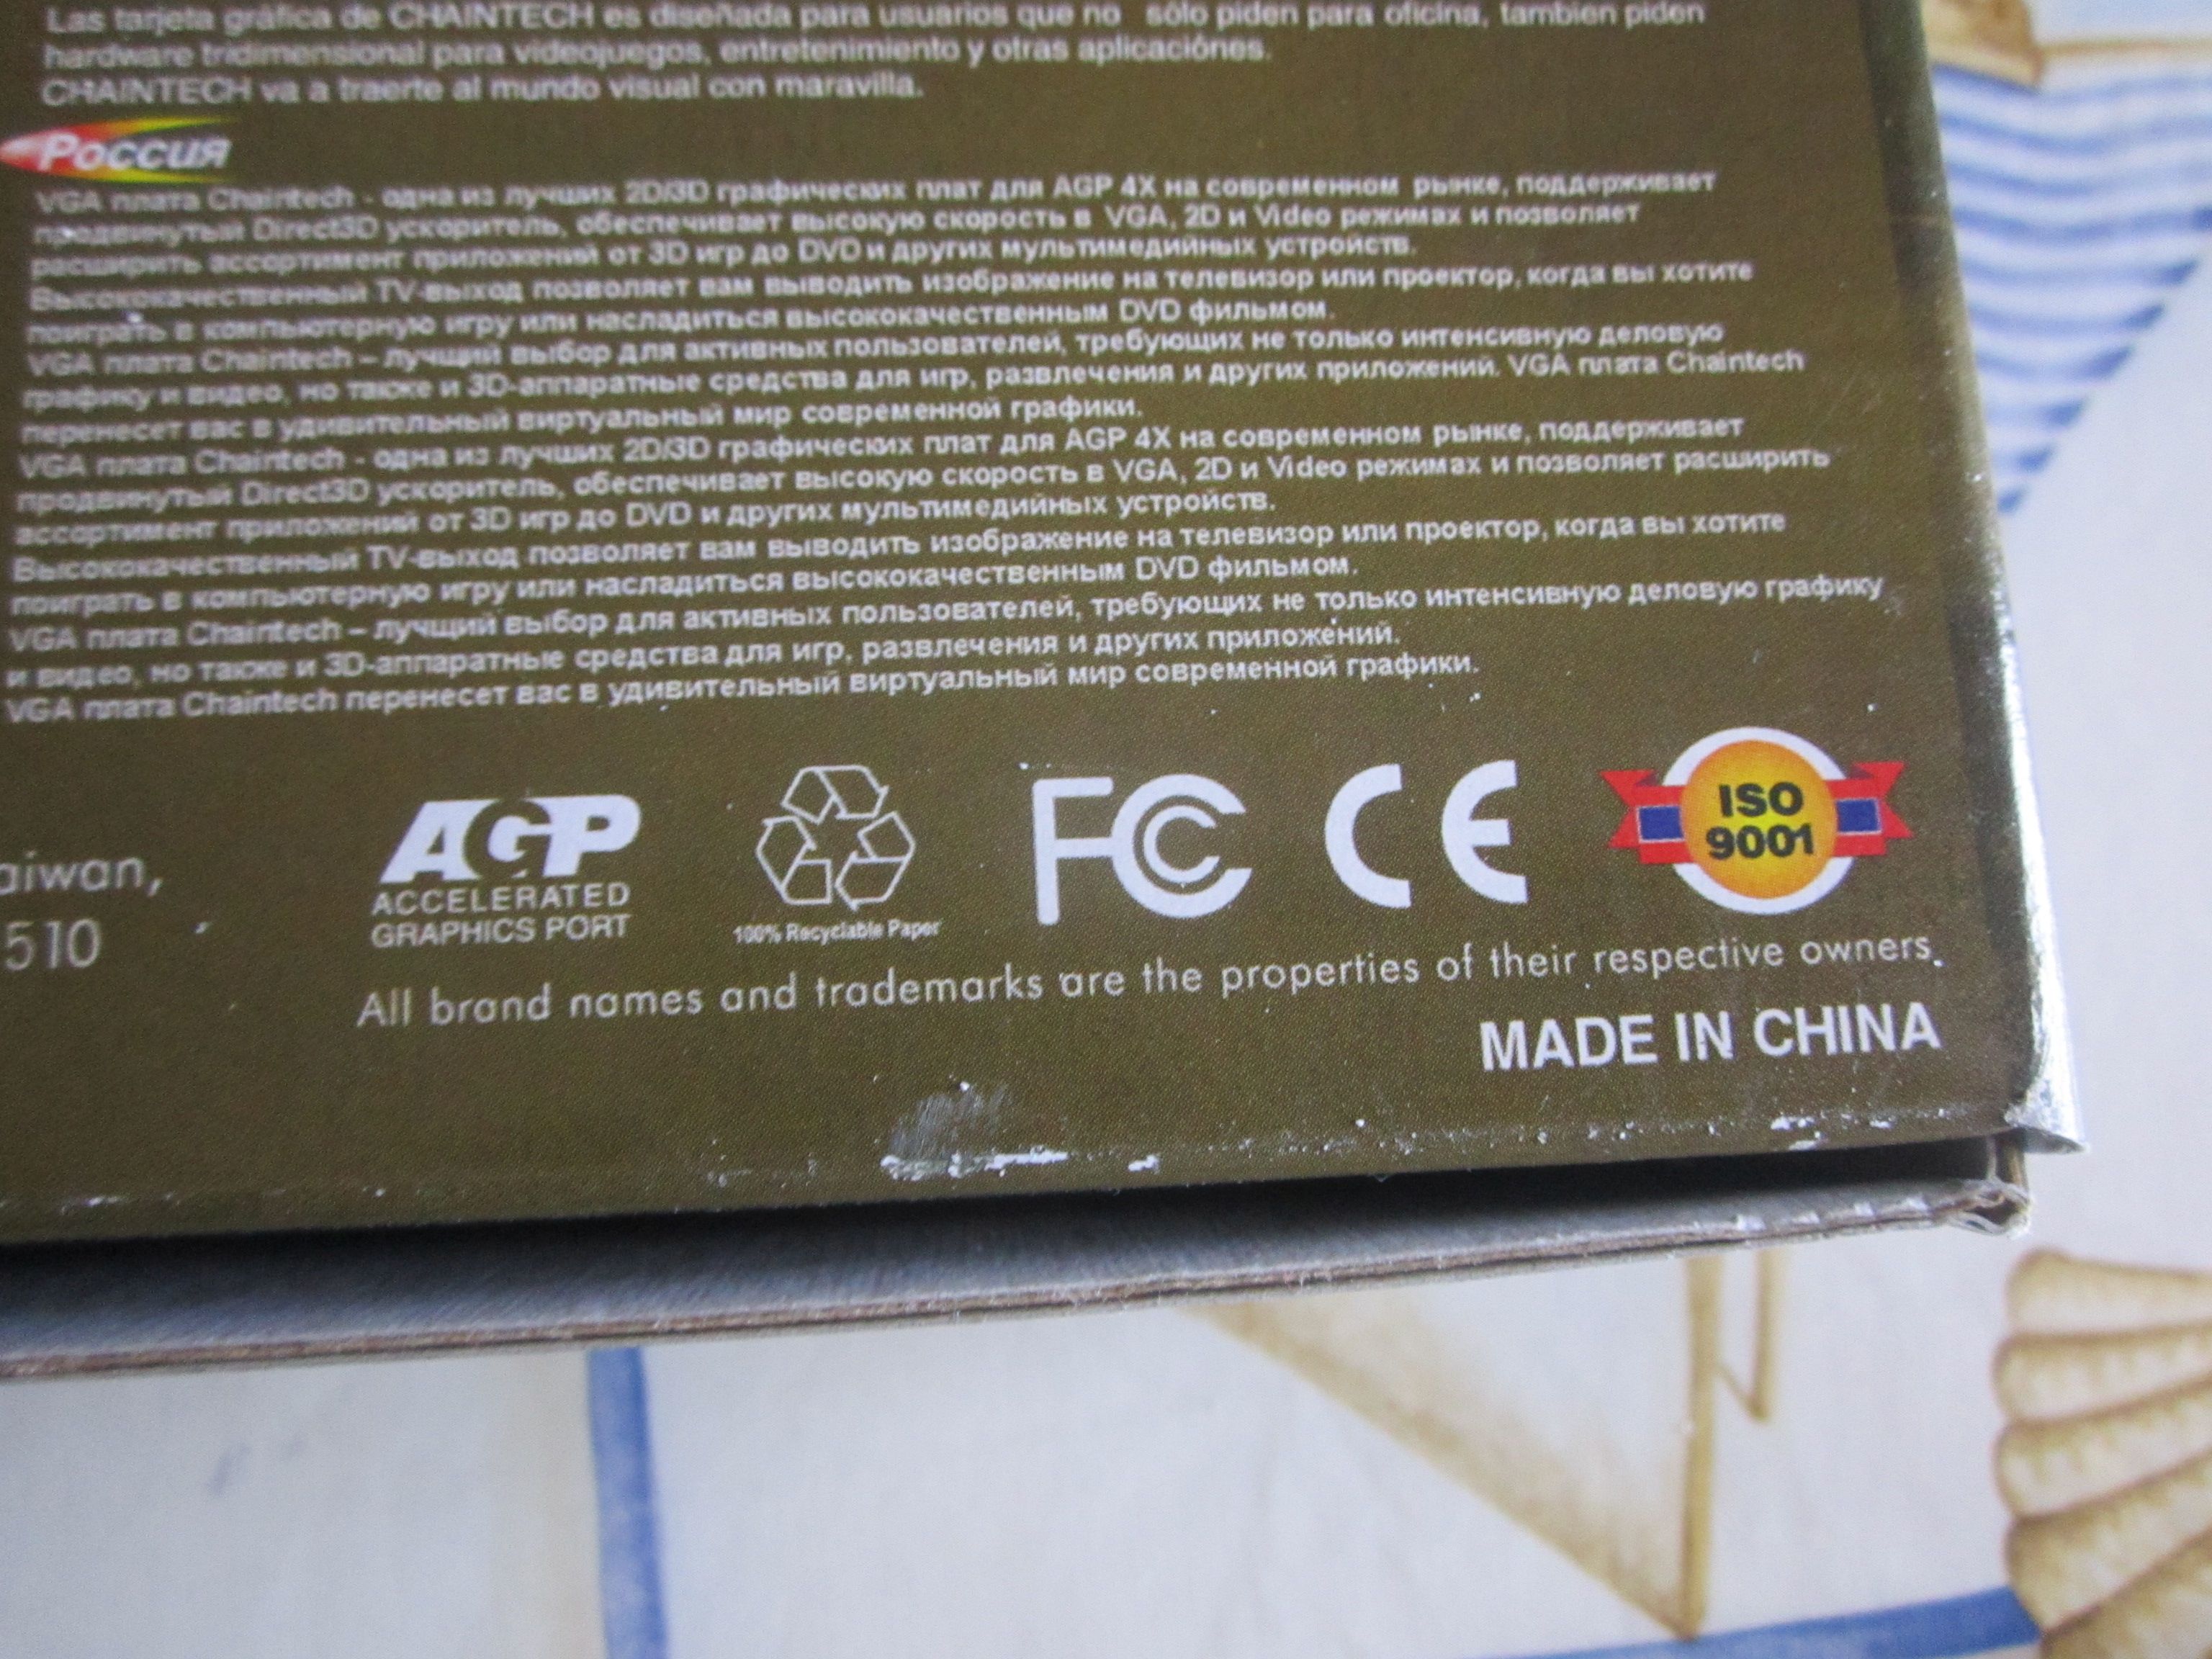 Las tarjeta gráfica de CHAINTECH es diseñada para usuarios que no sólo piden para oficina, tambien piden
hardware tridimensional para videojuegos, entretenimiento y otras aplicaciónes.
CHAINTECH va a traerte al mundo visual con maravilla.
Россия
VGA плата Chaintech - одна из лучших 2D/3D графических плат для AGP 4X на современном рынке, поддерживает
продвинутый Direct3D ускоритель, обеспечивает высокую скорость в VGA, 2D и Video режимах и позволяет
расширить ассортимент приложений от 3D игр до DVD и других мультимедийных устройств.
Высококачественный TV-выход позволяет вам выводить изображение на телевизор или проектор, когда вы хотите
поиграть в компьютерную игру или насладиться высококачественным DVD фильмом.
VGA плата Chaintech – лучщий выбор для активных пользователей, требующих не только интенсивную деловую
графику и видео, но также и 3D-аппаратные средства для игр, развлечения и других приложений. VGA плата Chaintech
перенесет вас в удивительный виртуальный мир современной графики.
VGA плата Chaintech - одна из лучших 2D/3D графических плат для AGP 4X на современном рынке, поддерживает
продвинутый Direct3D ускоритель, обеспечивает высокую скорость в VGA, 2D и Video режимах и позволяет расширить
ассортимент приложений от 3D игр до DVD и других мультимедийных устройств.
Высококачественный TV-выход позволяет вам выводить изображение на телевизор или проектор, когда вы хотите
поиграть в компьютерную игру или насладиться высококачественным DVD фильмом.
VGA плата Chaintech – лучщий выбор для активных пользователей, требующих не только интенсивную деловую графику
и видео, но также и 3D-аппаратные средства для игр, развлечения и других приложений.
VGA плата Chaintech перенесет вас в удивительный виртуальный мир современной графики.
aiwan,
510
AGP
ACCELERATED
GRAPHICS PORT
100% Recyclable Paper
FC
CE
ISO
9001
All brand names and trademarks are the properties of their respective owners.
MADE IN CHINA